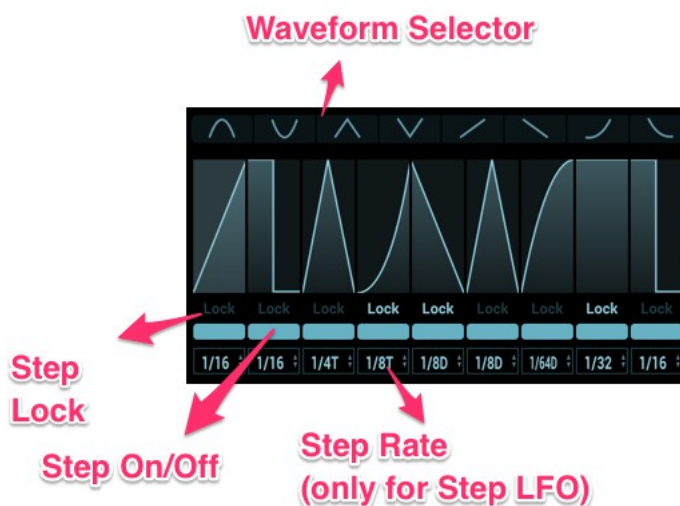 Waveform Selector
Lock Lock Lock Lock Lock Lock Lock Lock Lock
1/16 1/16 1/4T 1/8T 1/8D 1/8D 1/64D 1/32 1/16
Step
Lock
Step On/Off
Step Rate
(only for Step LFO)